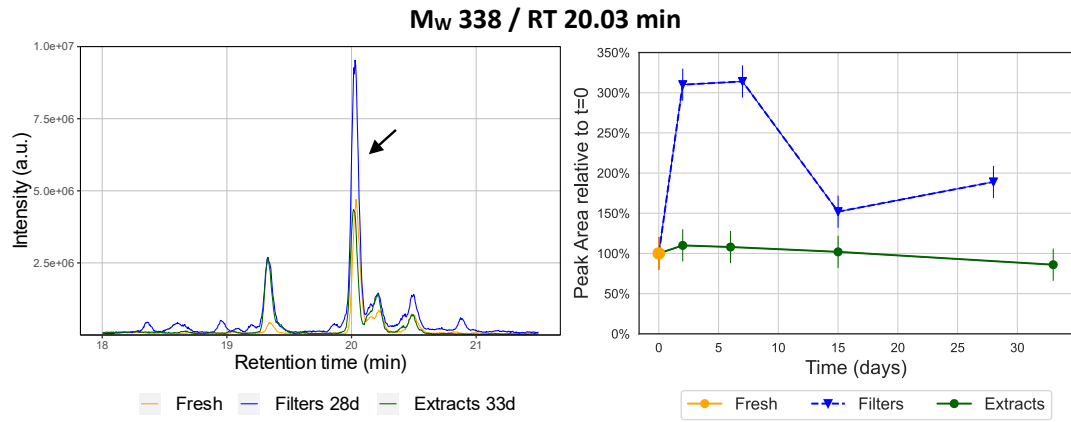 Mw 338 / RT 20.03 min
Intensity (a.u.)
1.0e+07
7.5e+06
5.0e+06
2.5e+06
18
19
20
21
Retention time (min)
Fresh
Filters 28d
Extracts 33d
Peak Area relative to t=0
350%
300%
250%
200%
150%
100%
50%
0%
0
5
10
15
20
25
30
Time (days)
Fresh
Filters
Extracts